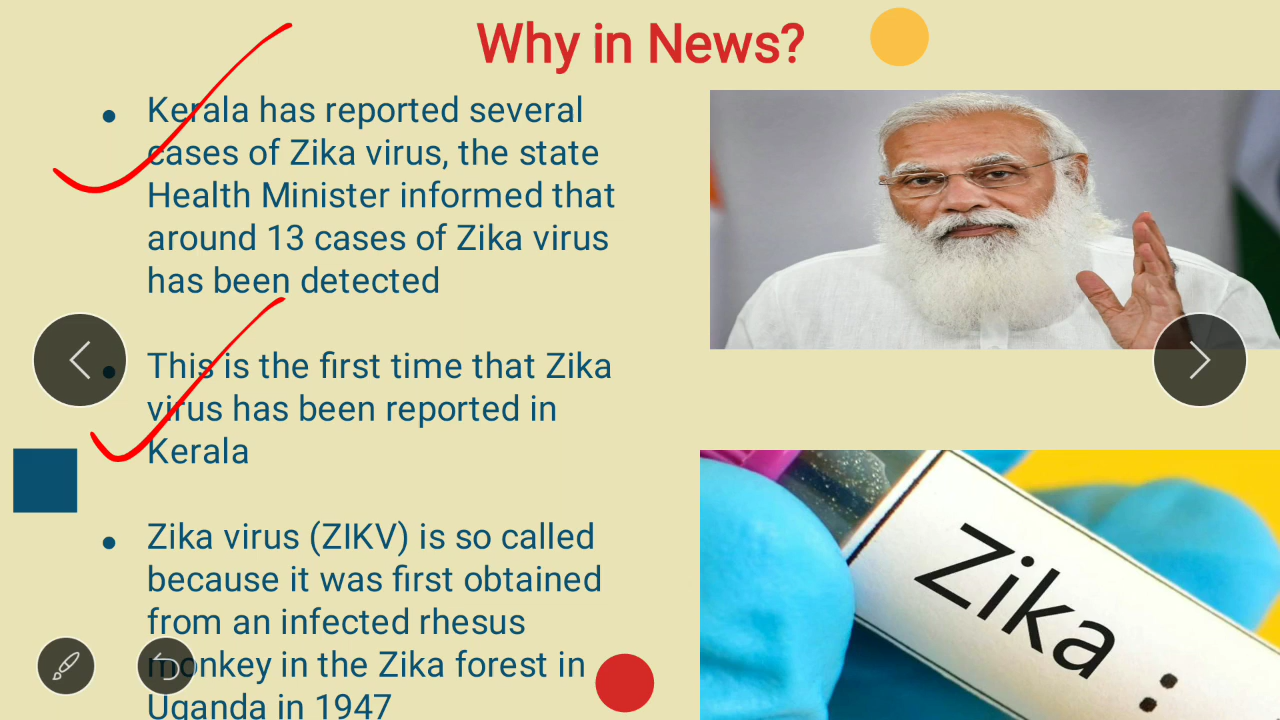 Why in News?
Kerala has reported several
cases of Zika virus, the state
Health Minister informed that
around 13 cases of Zika virus
has been detected
This is the first time that Zika
virus has been reported in
Kerala
Zika virus (ZIKV) is so called
because it was first obtained
from an infected rhesus
monkey in the Zika forest in
Uganda in 1947
Zika :